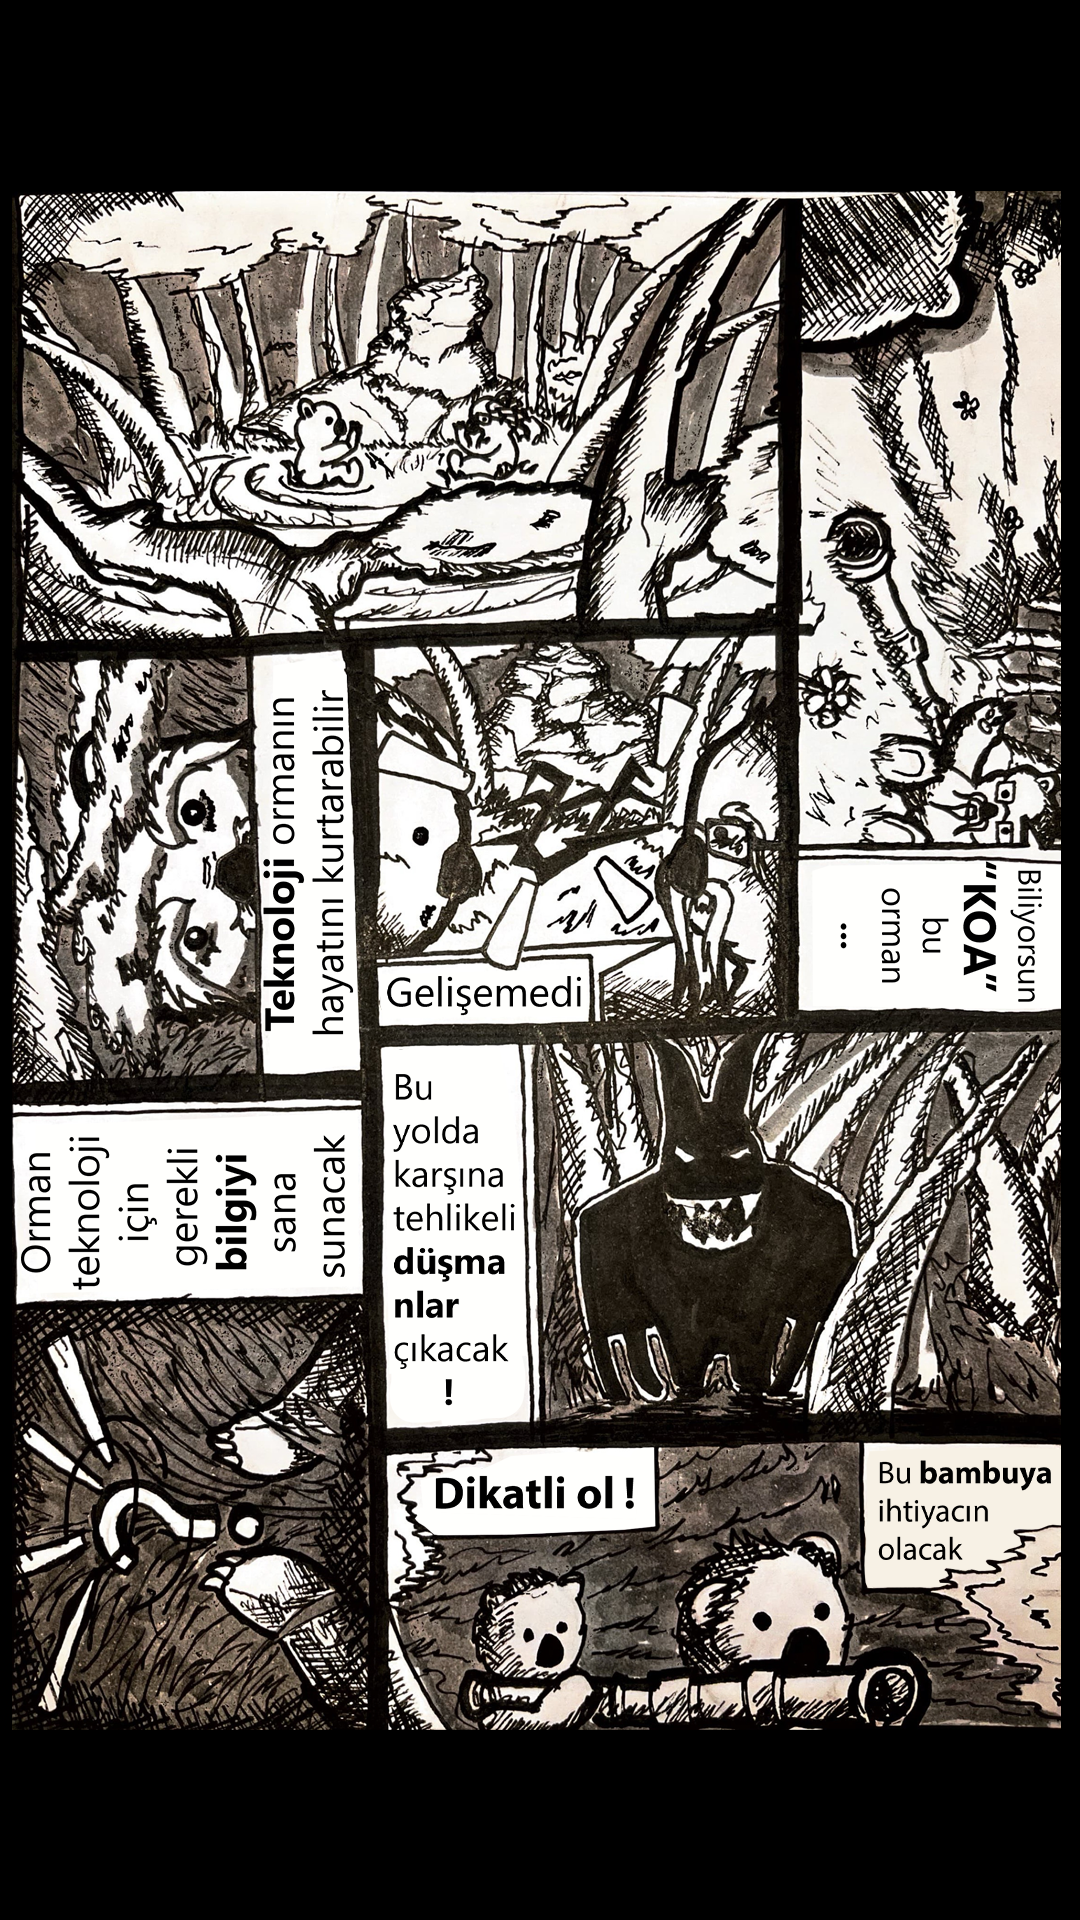 Biliyorsun
"KOA"
bu
orman
...
Gelişemedi
Teknoloji ormanın
hayatını kurtarabilir
Orman
teknoloji
için
gerekli
bilgiyi
sana
sunacak
Bu
yolda
karşına
tehlikeli
düşma
nlar
çıkacak
!
Dikatli ol !
Bu bambuya
ihtiyacın
olacak